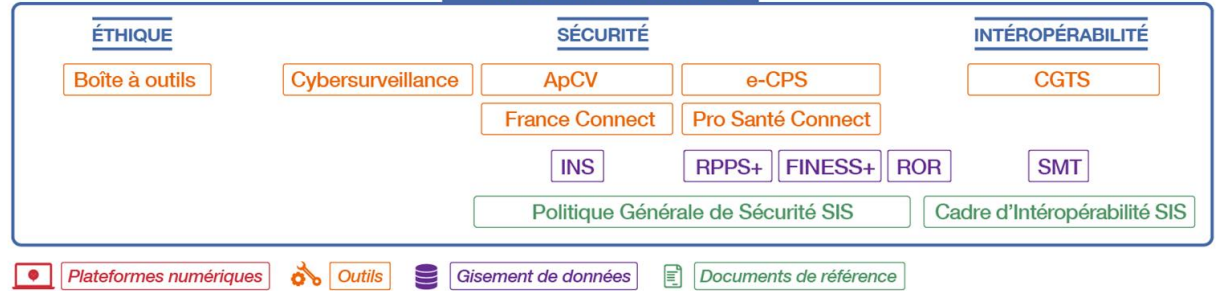 ÉTHIQUE SÉCURITÉ INTÉROPÉRABILITÉ
Boîte à outils Cybersurveillance ApCV e-CPS CGTS
France Connect Pro Santé Connect
INS RPPS+ FINESS+ ROR SMT
Politique Générale de Sécurité SIS Cadre d'Intéropérabilité SIS
Plateformes numériques Outils Gisement de données Documents de référence